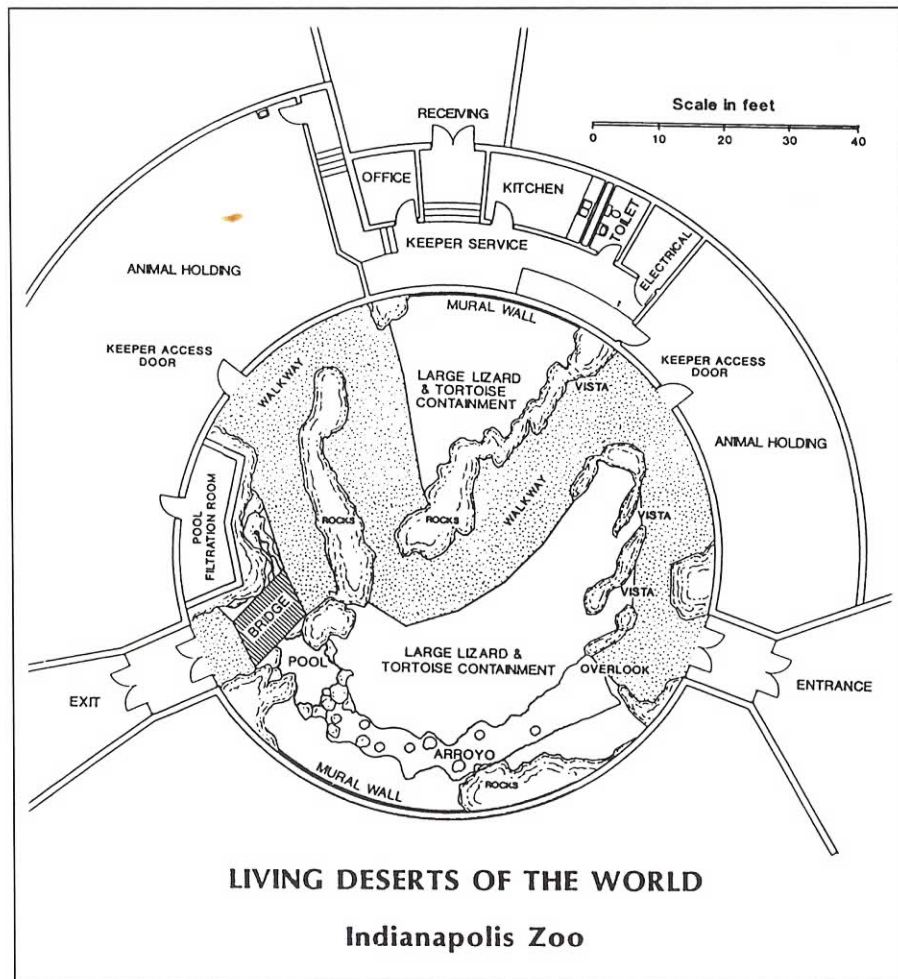 RECEIVING
Scale in feet
0 10 20 30 40
OFFICE
KITCHEN
TOILET
KEEPER SERVICE
ELECTRICAL
ANIMAL HOLDING
MURAL WALL
KEEPER ACCESS
DOOR
WALKWAY
LARGE LIZARD
& TORTOISE
CONTAINMENT
VISTA
KEEPER ACCESS
DOOR
ANIMAL HOLDING
POOL
FILTRATION ROOM
ROCKS
ROCKS
WALKWAY
VISTA
VISTA
BRIDGE
POOL
LARGE LIZARD &
TORTOISE CONTAINMENT
OVERLOOK
EXIT
ENTRANCE
ARROYO
MURAL WALL
ROCKS
LIVING DESERTS OF THE WORLD
Indianapolis Zoo